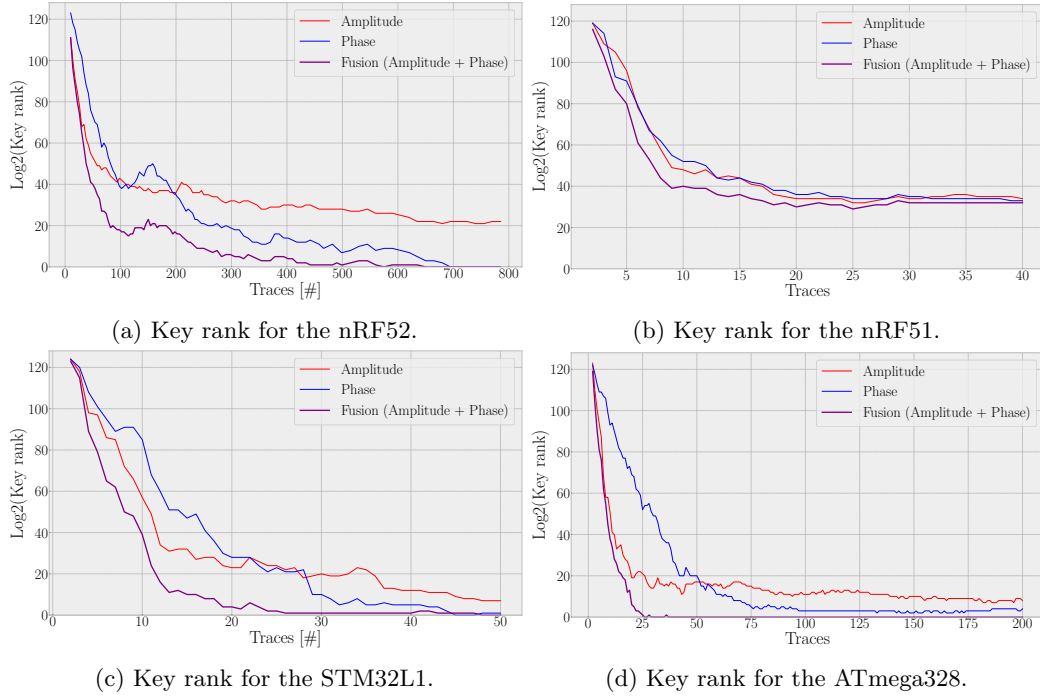 120
100
80
60
40
20
0
Log2(Key rank)
Amplitude
Phase
Fusion (Amplitude + Phase)
0 100 200 300 400 500 600 700 800
Traces [#]
(a) Key rank for the nRF52.
120
100
80
60
40
20
0
Log2(Key rank)
Amplitude
Phase
Fusion (Amplitude + Phase)
5 10 15 20 25 30 35 40
Traces
(b) Key rank for the nRF51.
120
100
80
60
40
20
0
Log2(Key rank)
Amplitude
Phase
Fusion (Amplitude + Phase)
0 10 20 30 40 50
Traces [#]
(c) Key rank for the STM32L1.
120
100
80
60
40
20
0
Log2(Key rank)
Amplitude
Phase
Fusion (Amplitude + Phase)
0 25 50 75 100 125 150 175 200
Traces
(d) Key rank for the ATmega328.